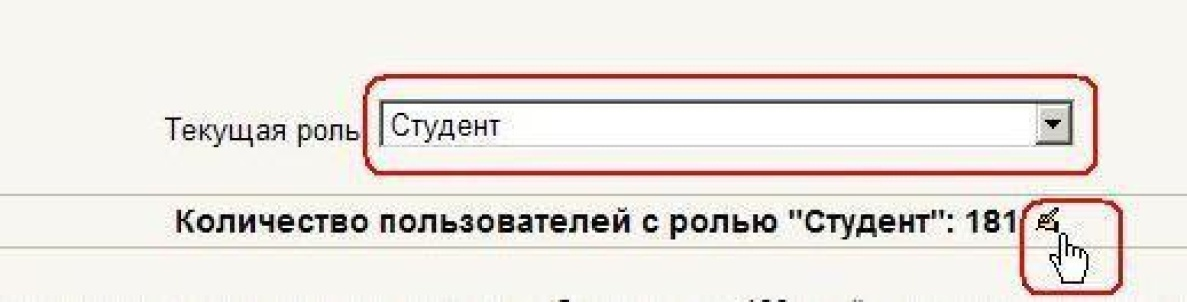 Текущая роль Студент
Количество пользователей с ролью "Студент": 181